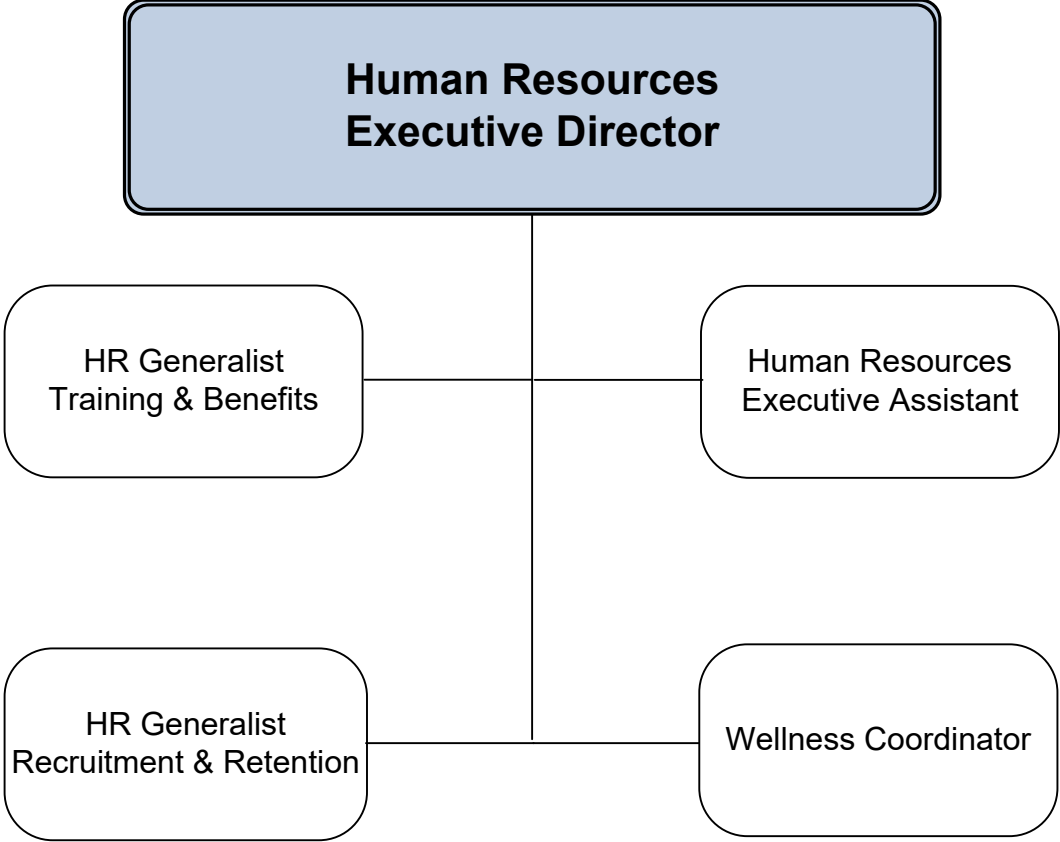 Human Resources
Executive Director
HR Generalist
Training & Benefits
Human Resources
Executive Assistant
HR Generalist
Recruitment & Retention
Wellness Coordinator